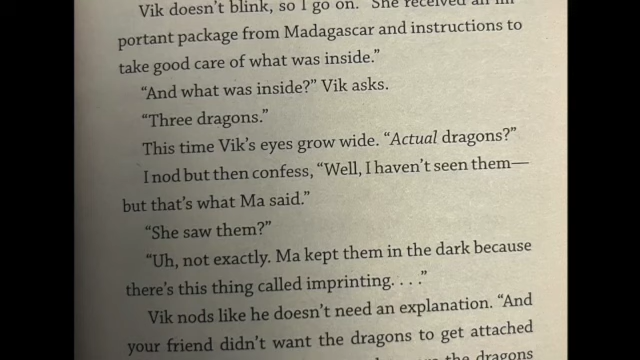 Vik doesn't blink, so I go on. "She received an im-
portant package from Madagascar and instructions to
take good care of what was inside."
"And what was inside?" Vik asks.
"Three dragons."
This time Vik's eyes grow wide. "Actual dragons?"
I nod but then confess, "Well, I haven't seen them—
but that's what Ma said."
"She saw them?"
"Uh, not exactly. Ma kept them in the dark because
there's this thing called imprinting. . . ."
Vik nods like he doesn't need an explanation. "And
your friend didn't want the dragons to get attached
the dragons